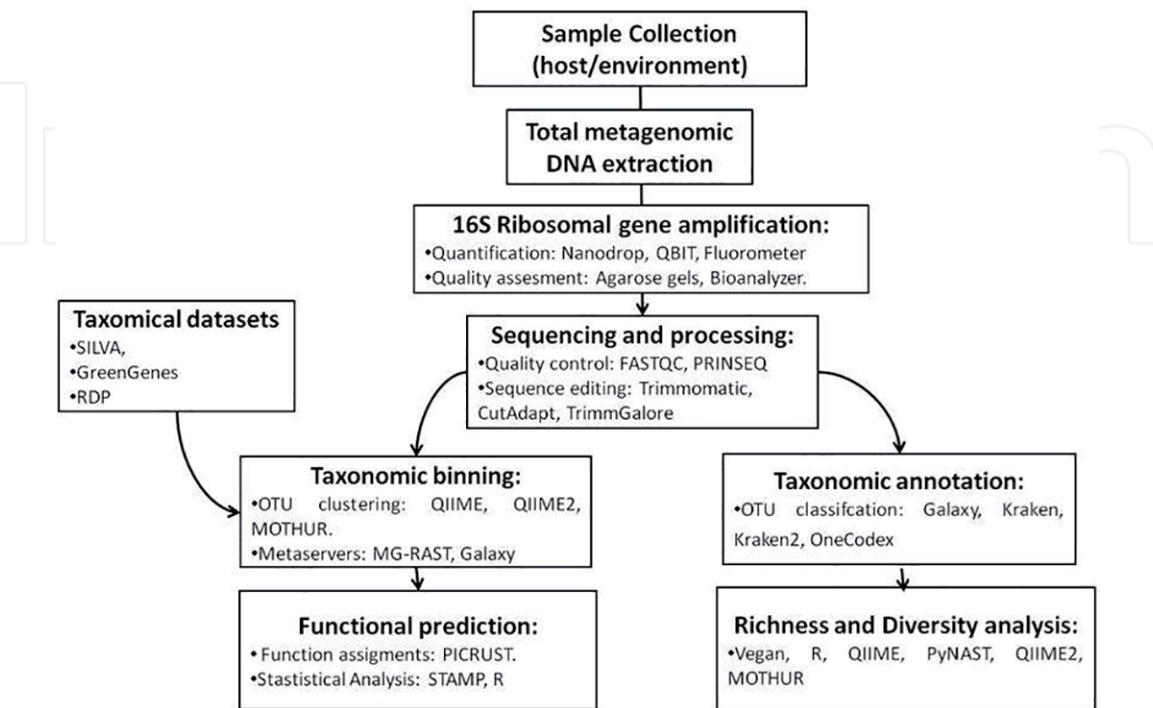 Sample Collection
(host/environment)
Total metagenomic
DNA extraction
16S Ribosomal gene amplification:
•Quantification: Nanodrop, QBIT, Fluorometer
•Quality assesment: Agarose gels, Bioanalyzer.
Taxomical datasets
•SILVA,
•GreenGenes
•RDP
Sequencing and processing:
•Quality control: FASTQC, PRINSEQ
•Sequence editing: Trimmomatic,
CutAdapt, TrimmGalore
Taxonomic binning:
•OTU clustering: QIIME, QIIME2,
MOTHUR.
•Metaservers: MG-RAST, Galaxy
Taxonomic annotation:
•OTU classifcation: Galaxy, Kraken,
Kraken2, OneCodex
Functional prediction:
• Function assigments: PICRUST.
•Stastistical Analysis: STAMP, R
Richness and Diversity analysis:
•Vegan, R, QIIME, PyNAST, QIIME2,
MOTHUR